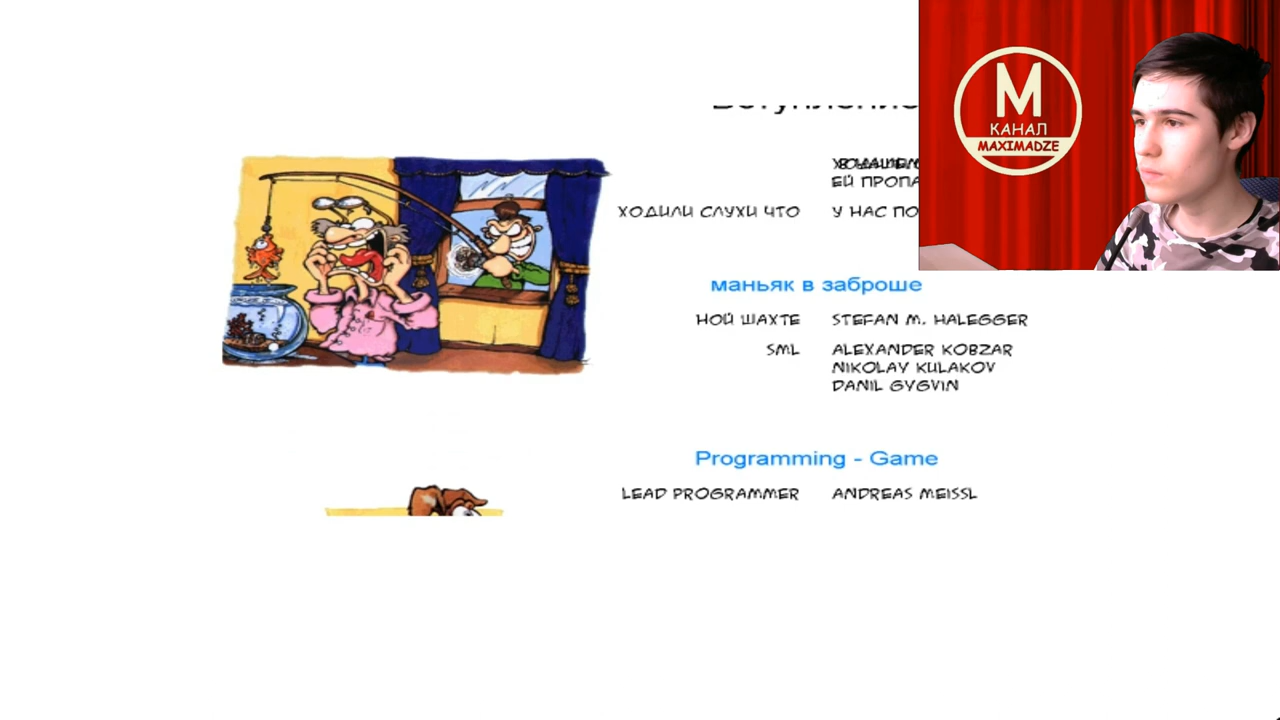 Вступление
М
КАНАЛ
MAXIMADZE
ЕЙ ПРОПА
ХОДИЛИ СЛУХИ ЧТО У НАС ПО
маньяк в заброше
НОЙ ШАХТЕ STEFAN M. HALEGGER
SML ALEXANDER KOBZAR
NIKOLAY KULAKOV
DANIL GYGVIN
Programming - Game
LEAD PROGRAMMER ANDREAS MEISSL